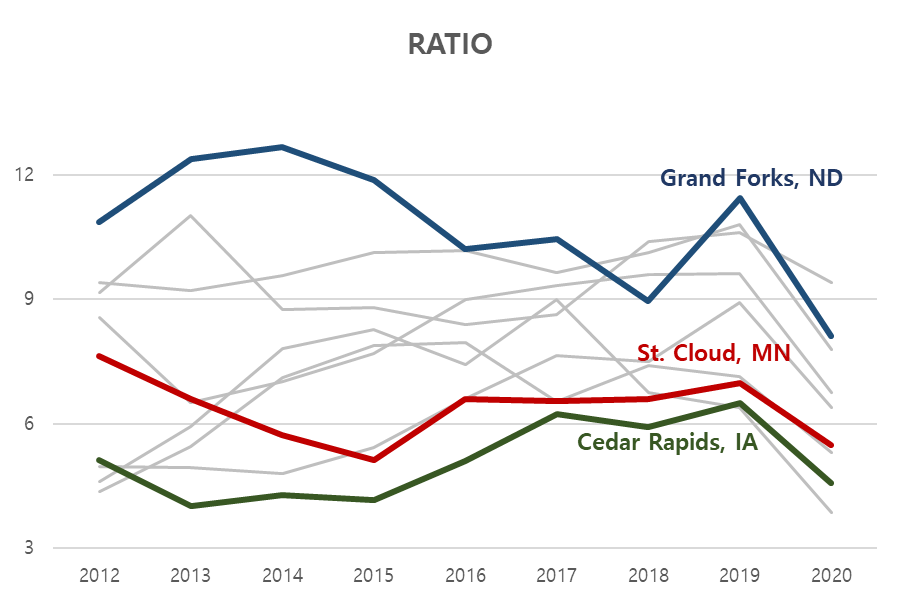 RATIO
12
Grand Forks, ND
9
St. Cloud, MN
6
Cedar Rapids, IA
3
2012 2013 2014 2015 2016 2017 2018 2019 2020